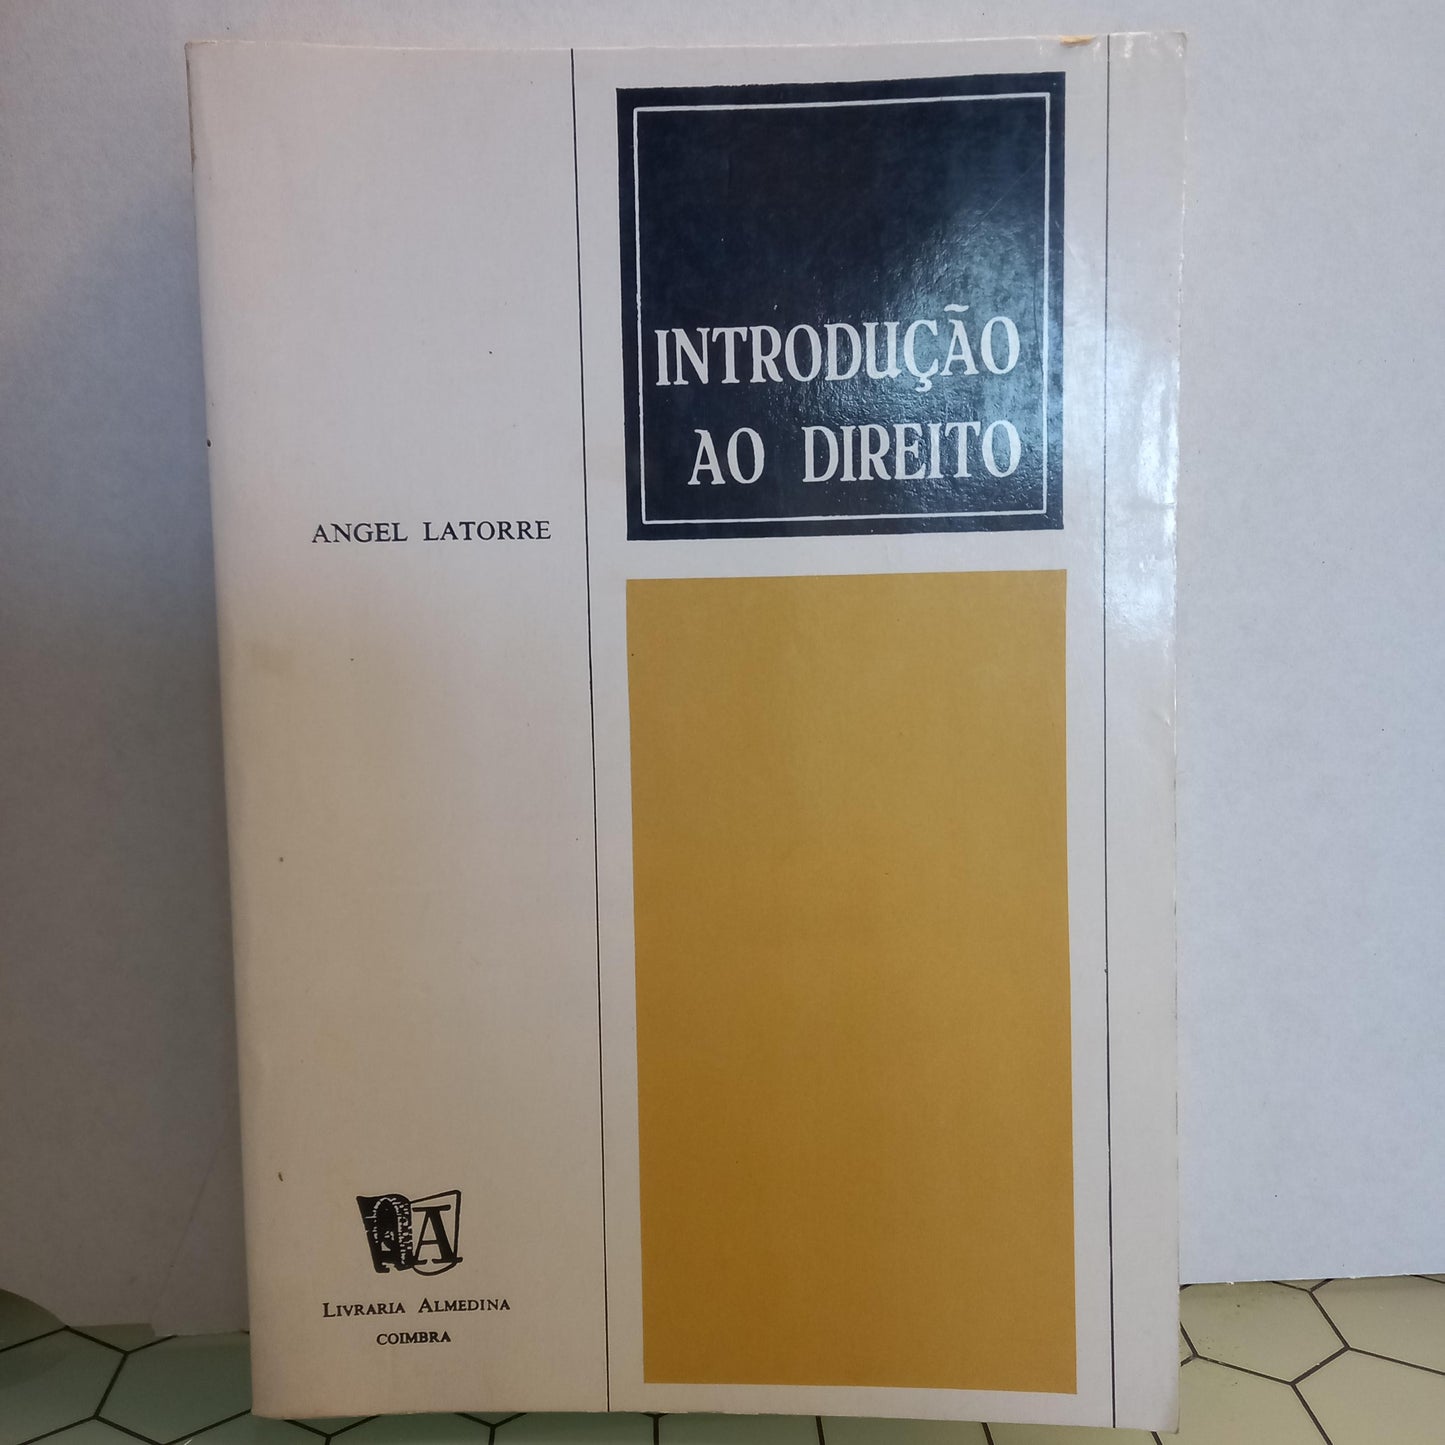 INTRODUÇÃO
AO DIREITO
ANGEL LATORRE
A
LIVRARIA ALMEDINA
COIMBRA